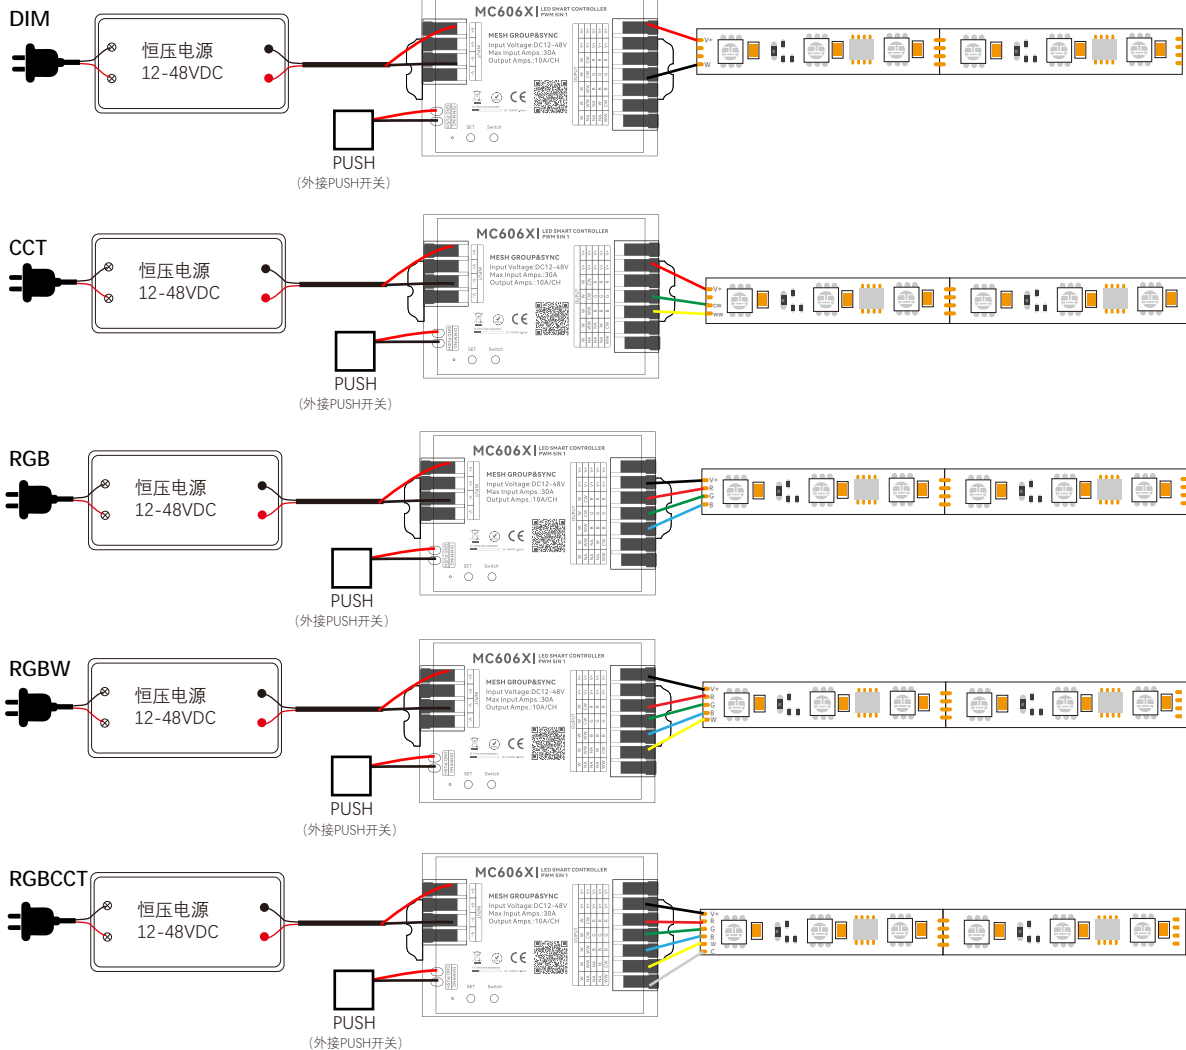 DIM
恒压电源
12-48VDC
PUSH
(外接PUSH开关)
MC606X
LED SMART CONTROLLER
PWM 5IN 1
MESH GROUP&SYNC
Input Voltage:DC12-48V
Max Input Amps.:30A
Output Amps.:10A/CH
SET Switch
V+
W
CCT
恒压电源
12-48VDC
PUSH
(外接PUSH开关)
MC606X
LED SMART CONTROLLER
PWM 5IN 1
MESH GROUP&SYNC
Input Voltage:DC12-48V
Max Input Amps.:30A
Output Amps.:10A/CH
SET Switch
V+
CW
WW
RGB
恒压电源
12-48VDC
PUSH
(外接PUSH开关)
MC606X
LED SMART CONTROLLER
PWM 5IN 1
MESH GROUP&SYNC
Input Voltage:DC12-48V
Max Input Amps.:30A
Output Amps.:10A/CH
SET Switch
V+
R
G
B
RGBW
恒压电源
12-48VDC
PUSH
(外接PUSH开关)
MC606X
LED SMART CONTROLLER
PWM 5IN 1
MESH GROUP&SYNC
Input Voltage:DC12-48V
Max Input Amps.:30A
Output Amps.:10A/CH
SET Switch
V+
R
G
B
W
RGBCCT
恒压电源
12-48VDC
PUSH
(外接PUSH开关)
MC606X
LED SMART CONTROLLER
PWM 5IN 1
MESH GROUP&SYNC
Input Voltage:DC12-48V
Max Input Amps.:30A
Output Amps.:10A/CH
SET Switch
V+
R
G
B
W
C